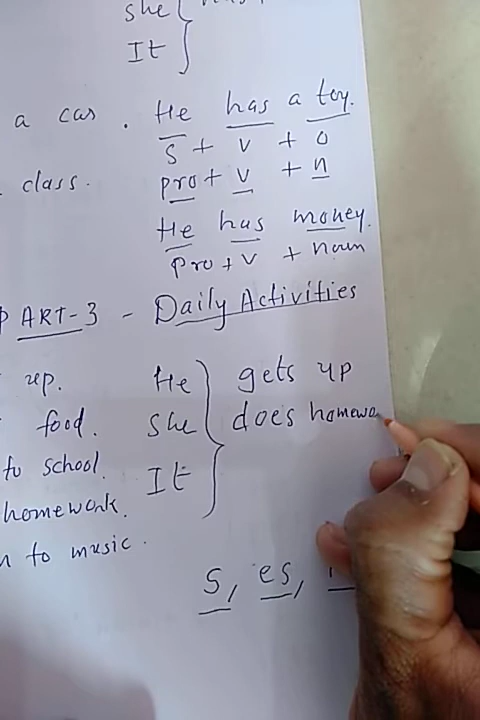 she
It
a car . He has a toy.
S + v + o
class. pro + v + n
He has money.
pro + v + noun
PART-3 - Daily Activities
up. He gets up
food. she does homewo
to school. It
homework.
to music.
s, es,